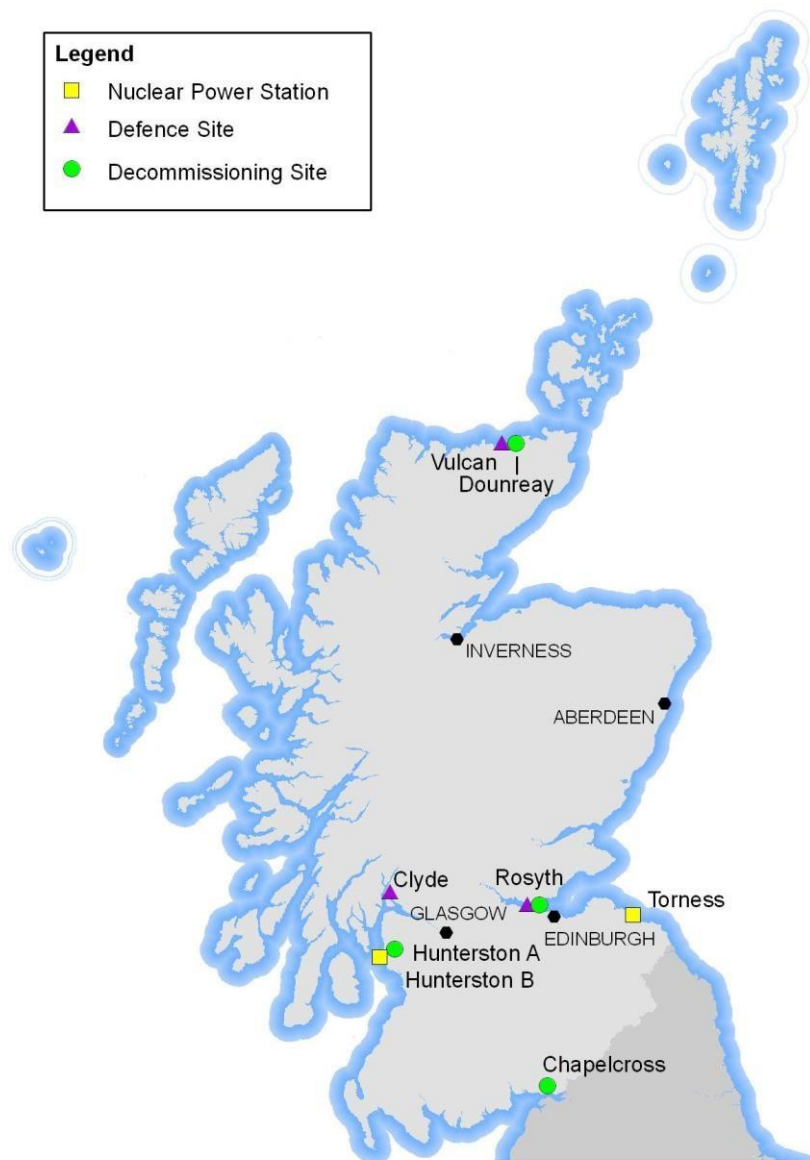 Legend
Nuclear Power Station
Defence Site
Decommissioning Site
Vulcan
Dounreay
INVERNESS
ABERDEEN
Clyde
Rosyth
Torness
GLASGOW
EDINBURGH
Hunterston A
Hunterston B
Chapelcross